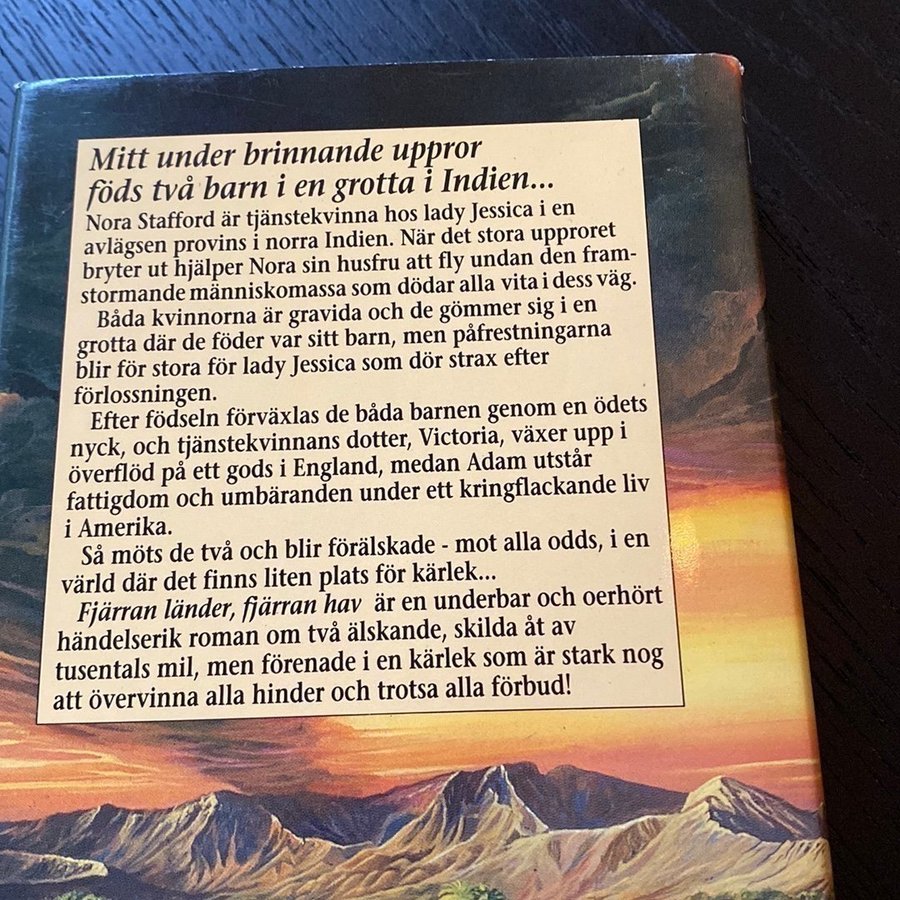 Mitt under brinnande uppror
föds två barn i en grotta i Indien...
Nora Stafford är tjänstekvinna hos lady Jessica i en
avlägsen provins i norra Indien. När det stora upproret
bryter ut hjälper Nora sin husfru att fly undan den fram-
stormande människomassa som dödar alla vita i dess väg.
Båda kvinnorna är gravida och de gömmer sig i en
grotta där de föder var sitt barn, men påfrestningarna
blir för stora för lady Jessica som dör strax efter
förlossningen.
Efter födseln förväxlas de båda barnen genom en ödets
nyck, och tjänstekvinnans dotter, Victoria, växer upp i
överflöd på ett gods i England, medan Adam utstår
fattigdom och umbäranden under ett kringflackande liv
i Amerika.
Så möts de två och blir förälskade - mot alla odds, i en
värld där det finns liten plats för kärlek...
Fjärran länder, fjärran hav är en underbar och oerhört
händelserik roman om två älskande, skilda åt av
tusentals mil, men förenade i en kärlek som är stark nog
att övervinna alla hinder och trotsa alla förbud!